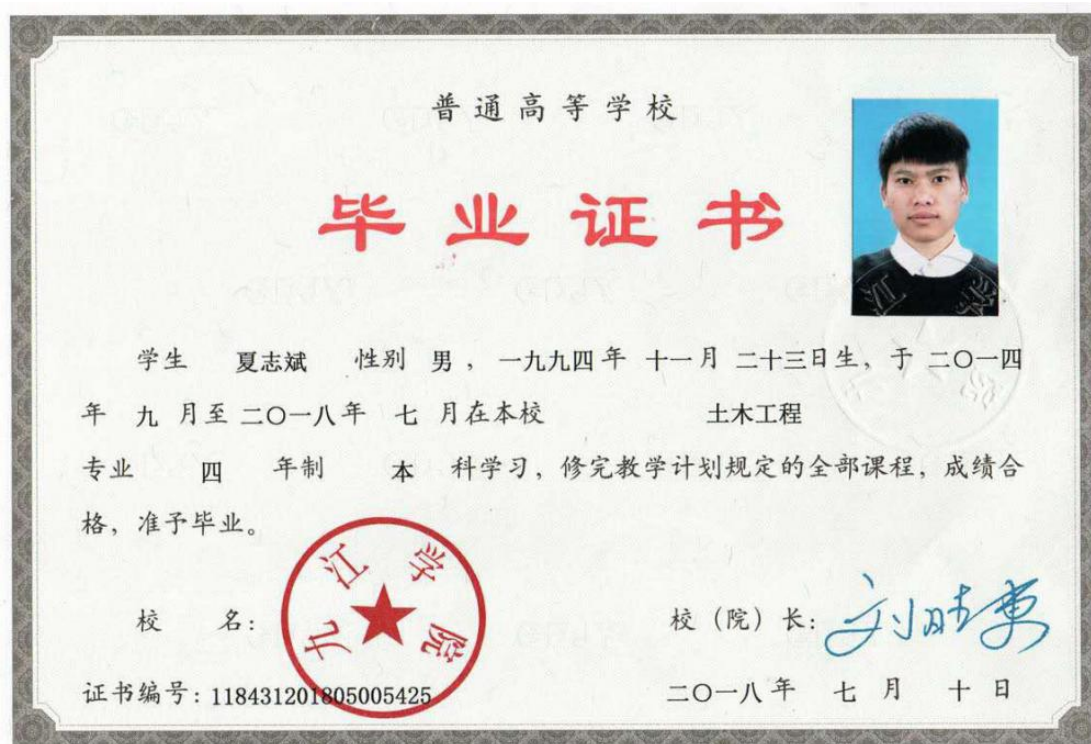 普通高等学校
毕业证书
学生 夏志斌 性别 男 ，一九九四年 十一月 二十三日生，于 二〇一四
年 九 月至 二〇一八年 七 月在本校 土木工程
专业 四 年制 本 科学习，修完教学计划规定的全部课程，成绩合
格，准予毕业。
九江学院
校 名： 校（院）长：
证书编号：118431201805005425 二〇一八年 七 月 十 日